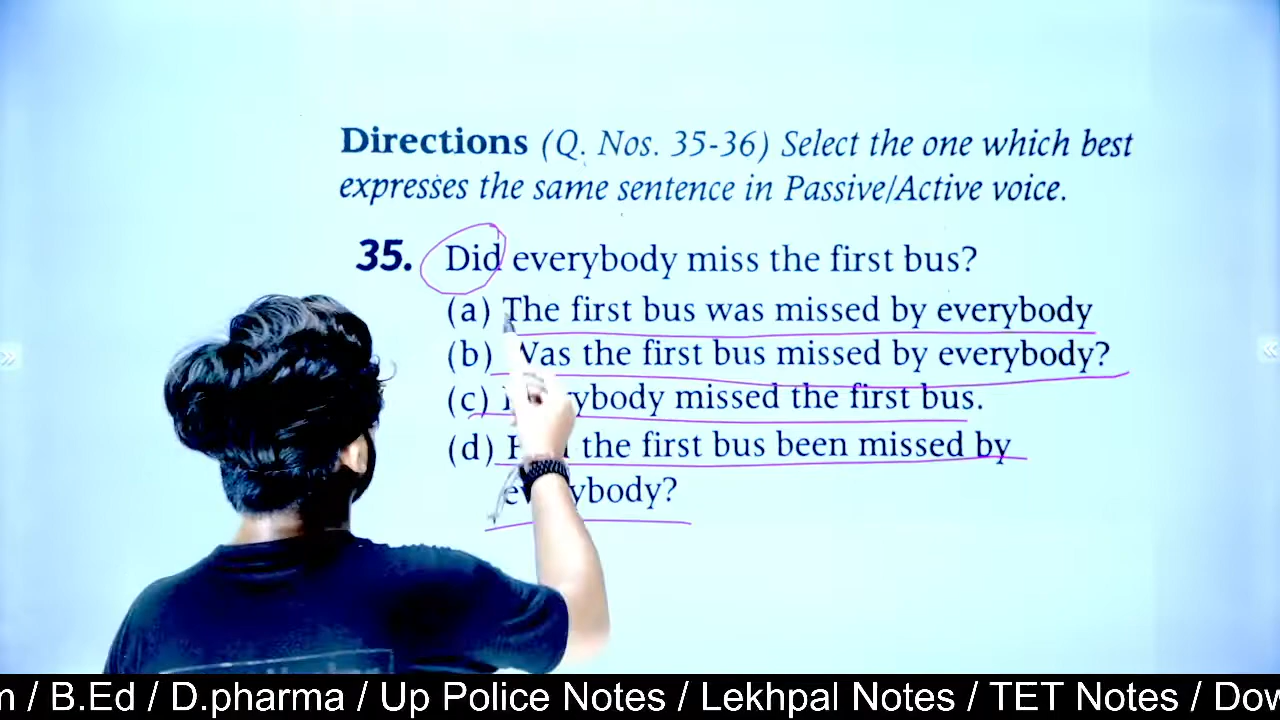 Directions (Q. Nos. 35-36) Select the one which best
expresses the same sentence in Passive/Active voice.
35. Did everybody miss the first bus?
(a) The first bus was missed by everybody
(b) Was the first bus missed by everybody?
(c) ybody missed the first bus.
(d) the first bus been missed by
everybody?
m / B.Ed / D.pharma / Up Police Notes / Lekhpal Notes / TET Notes / Dow